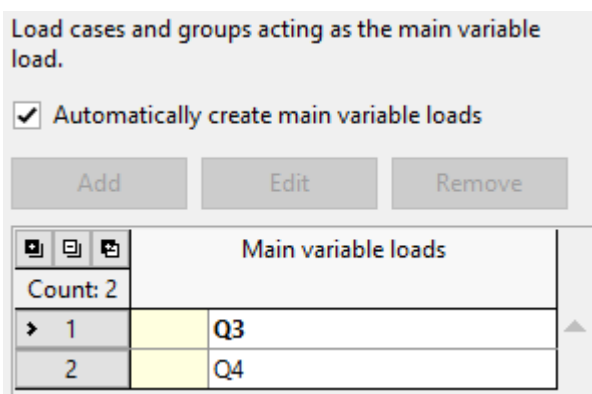 Load cases and groups acting as the main variable
load.
Automatically create main variable loads
Add Edit Remove
Main variable loads
Count: 2
1 Q3
2 Q4